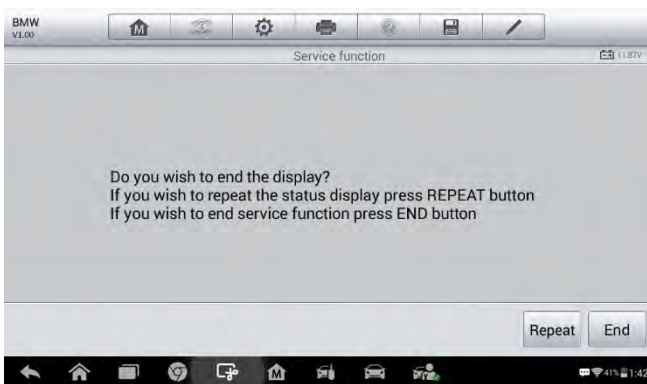 BMW
V1.00
M
Service function
11.87V
Do you wish to end the display?
If you wish to repeat the status display press REPEAT button
If you wish to end service function press END button
Repeat
End
M
41% 1:42